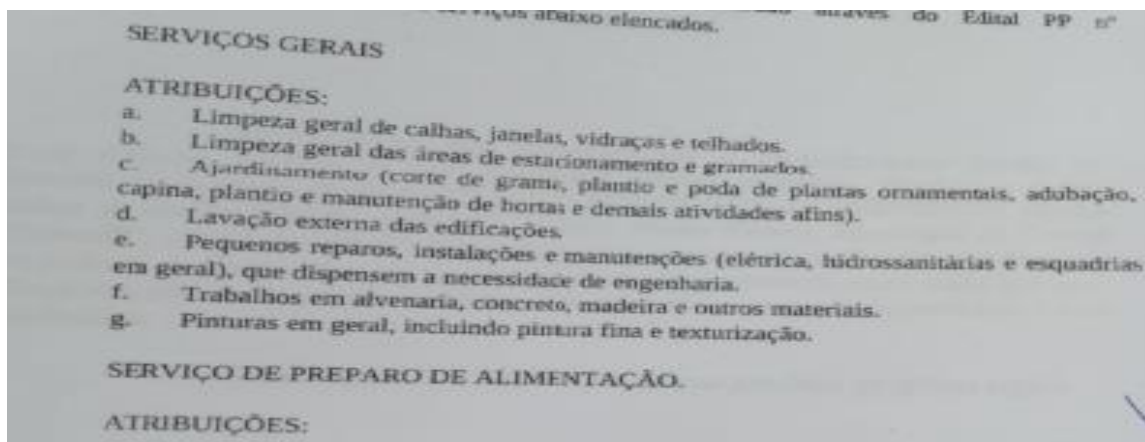 através do Edital PP nº
serviços abaixo elencados.
SERVIÇOS GERAIS
ATRIBUIÇÕES:
a. Limpeza geral de calhas, janelas, vidraças e telhados.
b. Limpeza geral das áreas de estacionamento e gramados.
c. Ajardinamento (corte de grama, plantio e poda de plantas ornamentais, adubação,
capina, plantio e manutenção de hortas e demais atividades afins).
d. Lavação externa das edificações.
e. Pequenos reparos, instalações e manutenções (elétrica, hidrossanitárias e esquadrias
em geral), que dispensem a necessidade de engenharia.
f. Trabalhos em alvenaria, concreto, madeira e outros materiais.
g. Pinturas em geral, incluindo pintura fina e texturização.
SERVIÇO DE PREPARO DE ALIMENTAÇÃO.
ATRIBUIÇÕES: